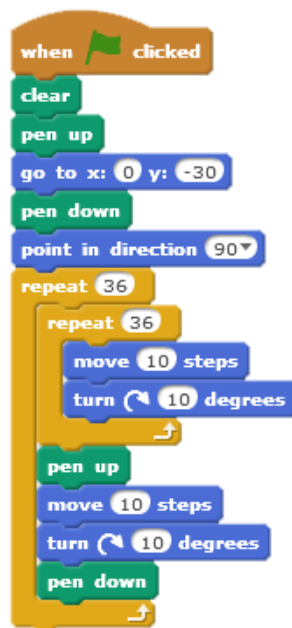 when clicked
clear
pen up
go to x: 0 y: -30
pen down
point in direction 90
repeat 36
repeat 36
move 10 steps
turn 10 degrees
pen up
move 10 steps
turn 10 degrees
pen down